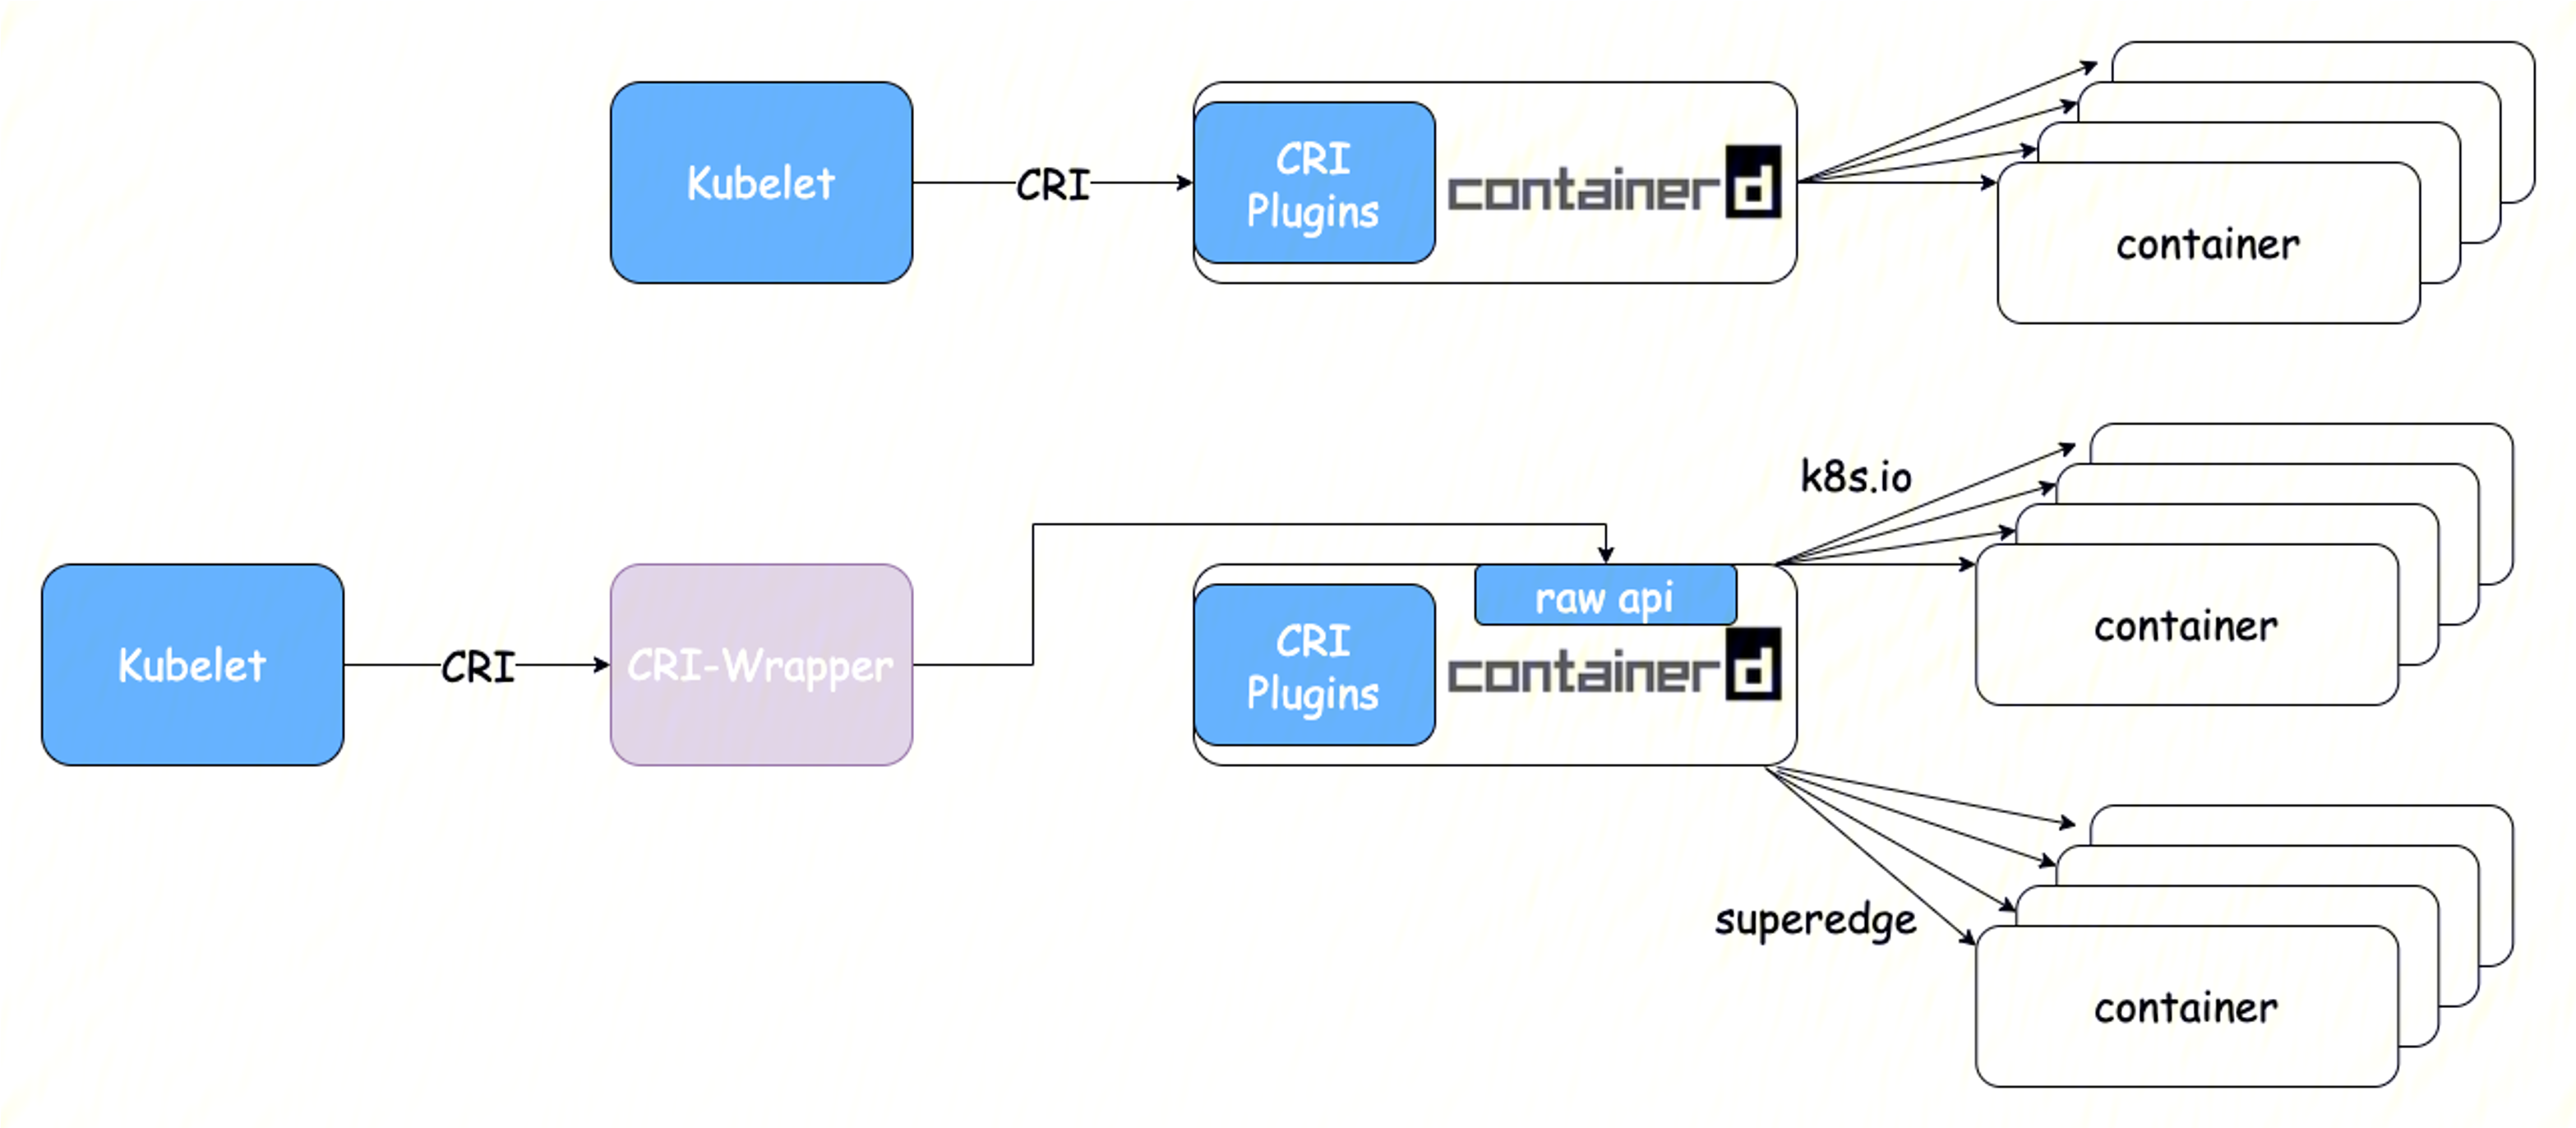 Kubelet
CRI
CRI
Plugins
containerd
container
k8s.io
Kubelet
CRI
CRI-Wrapper
raw api
CRI
Plugins
containerd
container
superedge
container